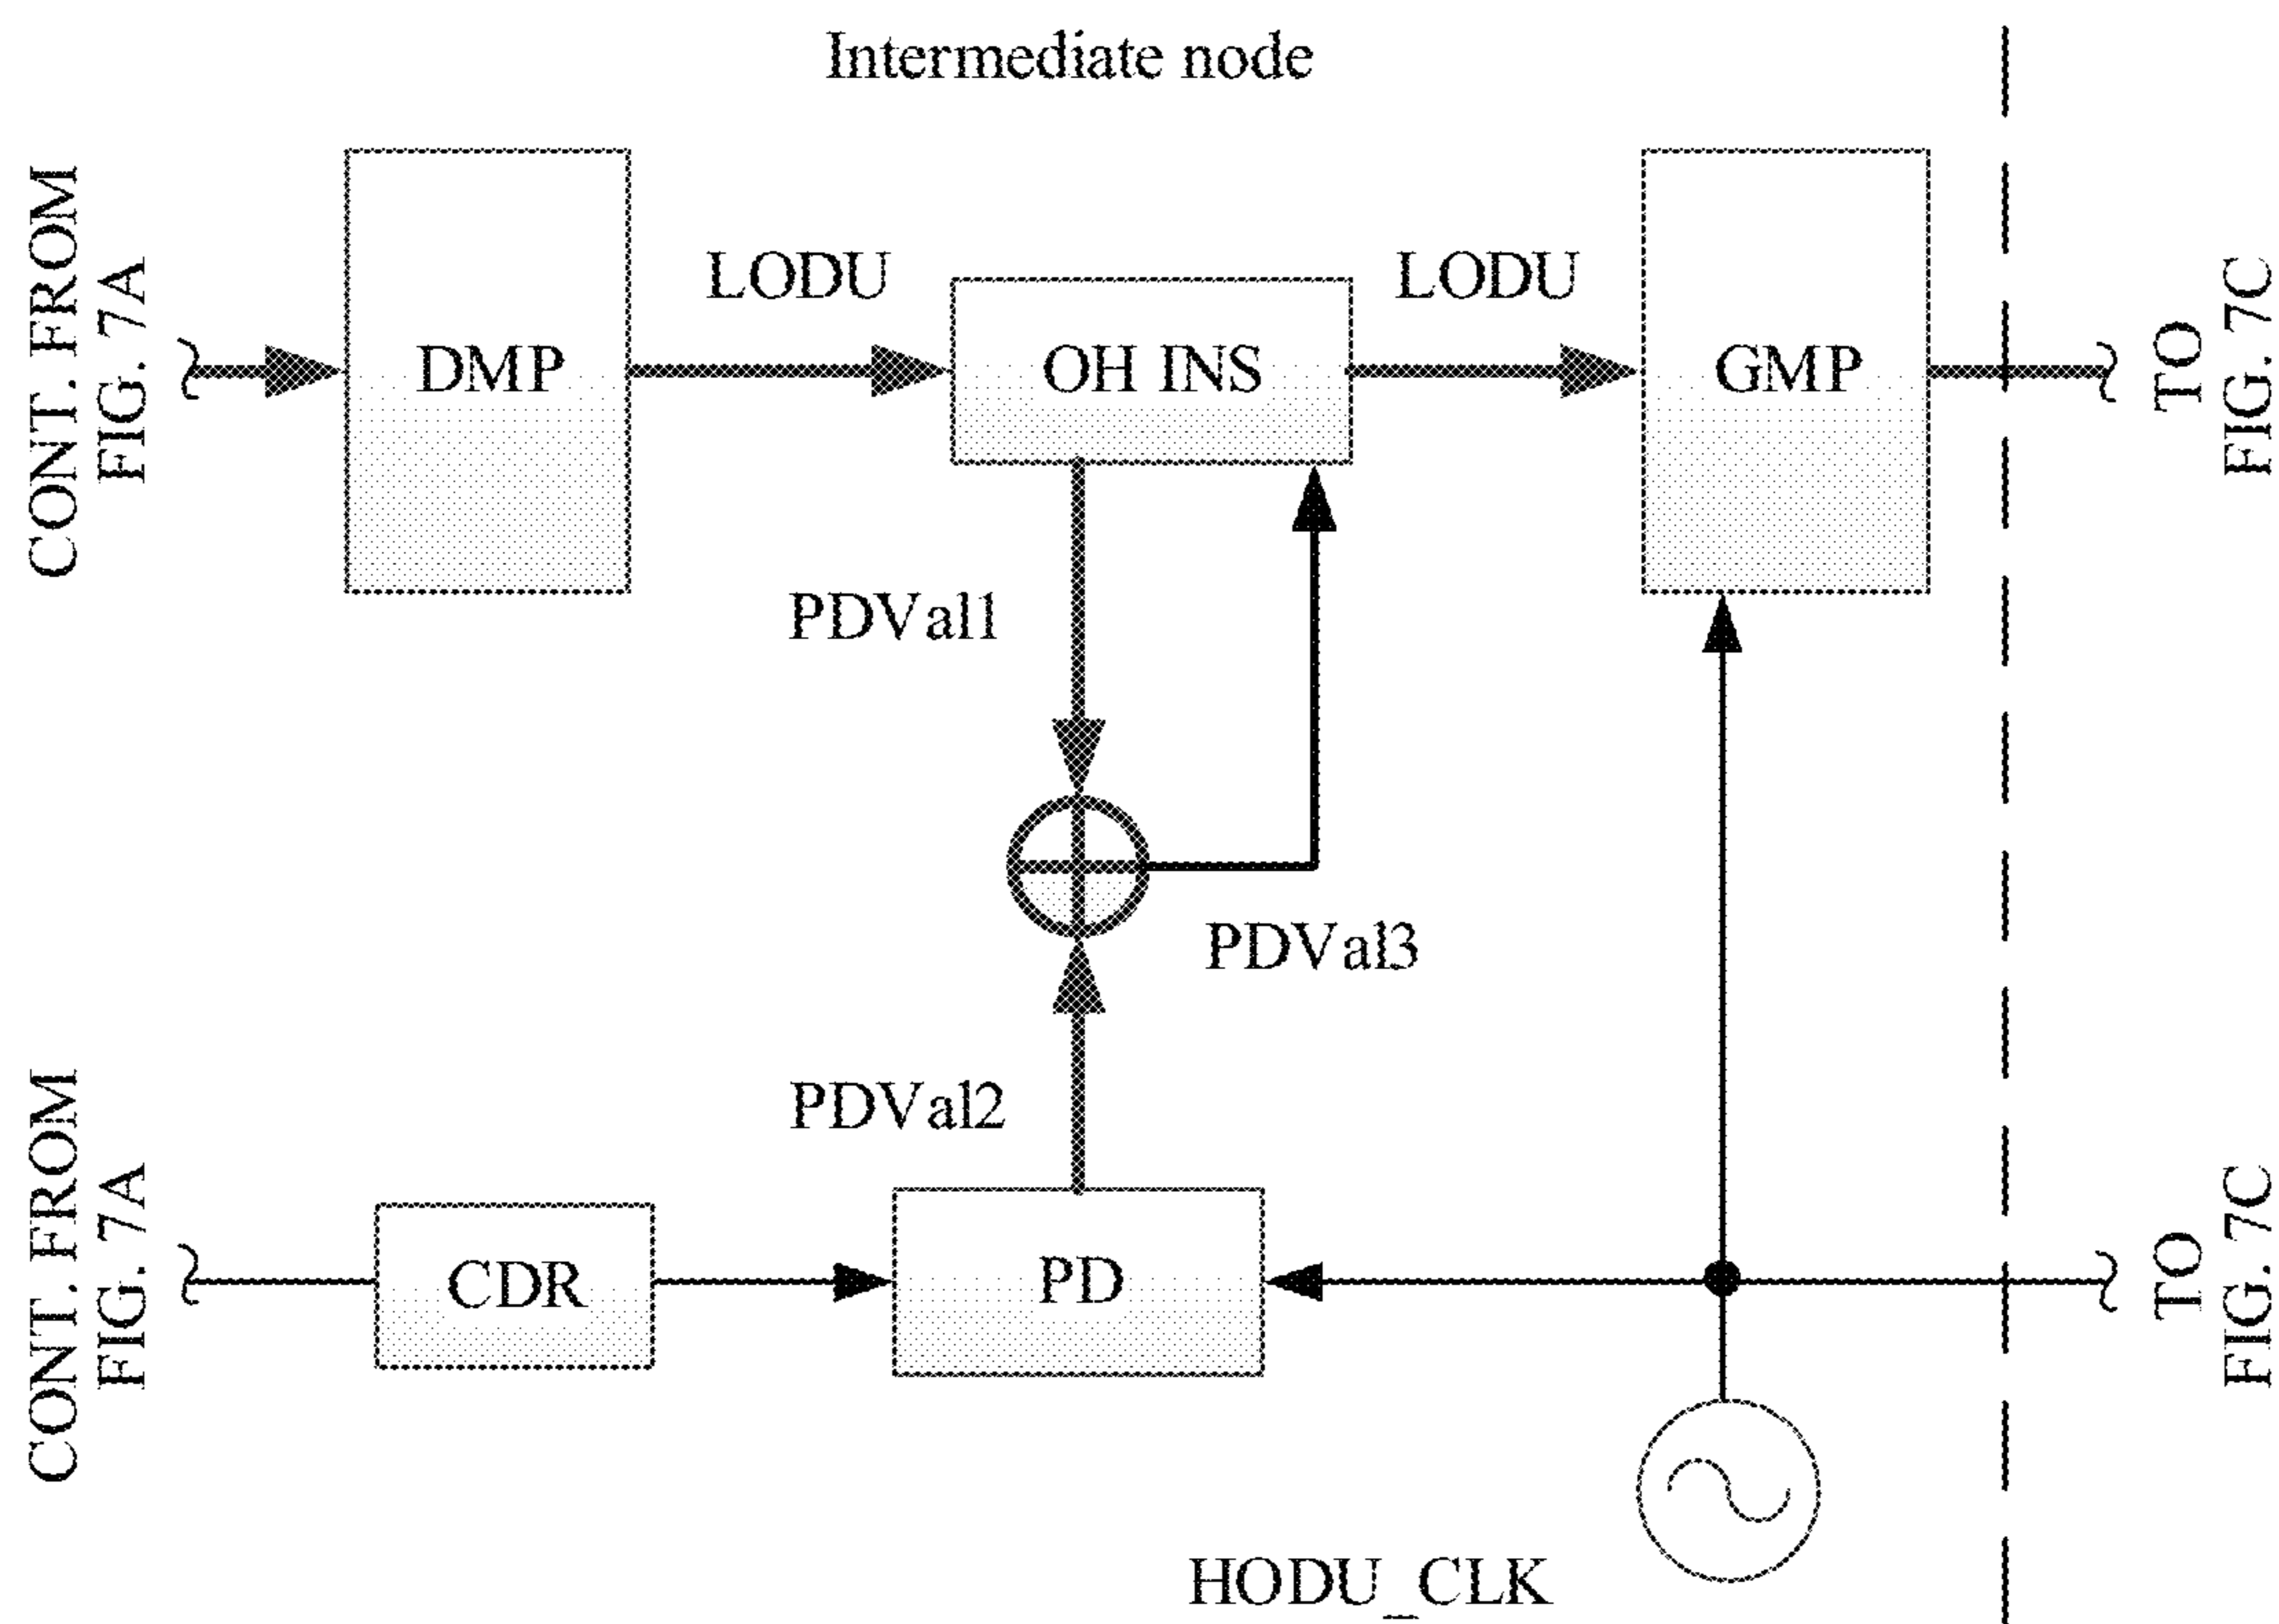 Intermediate node
CONT. FROM
FIG. 7A
DMP
LODU
OH INS
LODU
GMP
TO
FIG. 7C
PDVal1
PDVal3
PDVal2
CONT. FROM
FIG. 7A
CDR
PD
TO
FIG. 7C
HODU_CLK